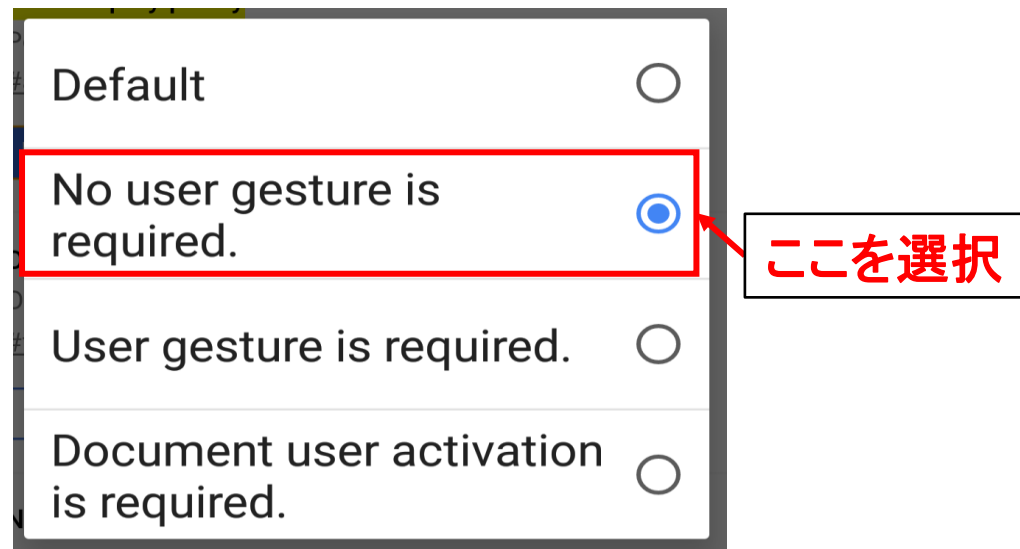 Default
No user gesture is
required.
ここを選択
User gesture is required.
Document user activation
is required.